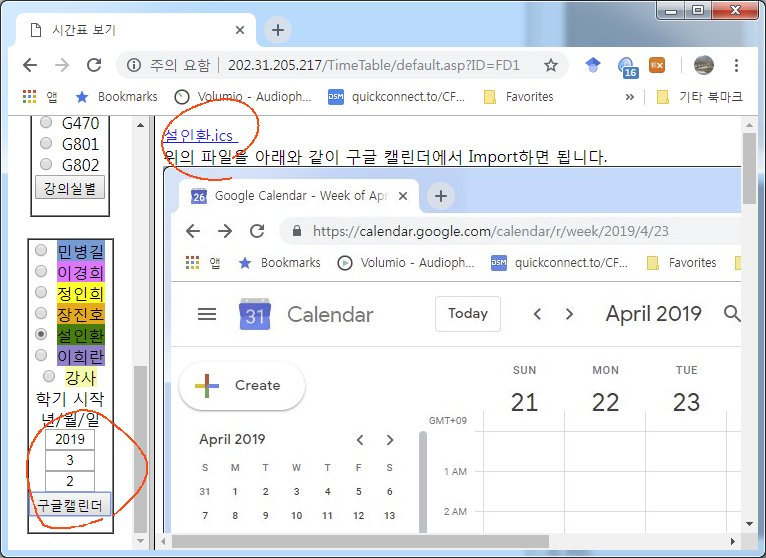 시간표 보기
주의 요함 | 202.31.205.217/TimeTable/default.asp?ID=FD1
16
EX
앱 Bookmarks Volumio - Audioph... DSM quickconnect.to/CF... Favorites » 기타 북마크
G470
G801
G802
강의실별
민병길
이경희
정인희
장진호
설인환
이희란
강사
학기 시작
년/월/일
2019
3
2
구글캘린더
설인환.ics
위의 파일을 아래와 같이 구글 캘린더에서 Import하면 됩니다.
26 Google Calendar - Week of Apr
https://calendar.google.com/calendar/r/week/2019/4/23
앱 Bookmarks Volumio - Audioph... DSM quickconnect.to/CF... Favorites
31 Calendar Today April 2019
Create
SUN MON TUE
21 22 23
GMT+09
April 2019
S M T W T F S
31 1 2 3 4 5 6
7 8 9 10 11 12 13
1 AM
2 AM